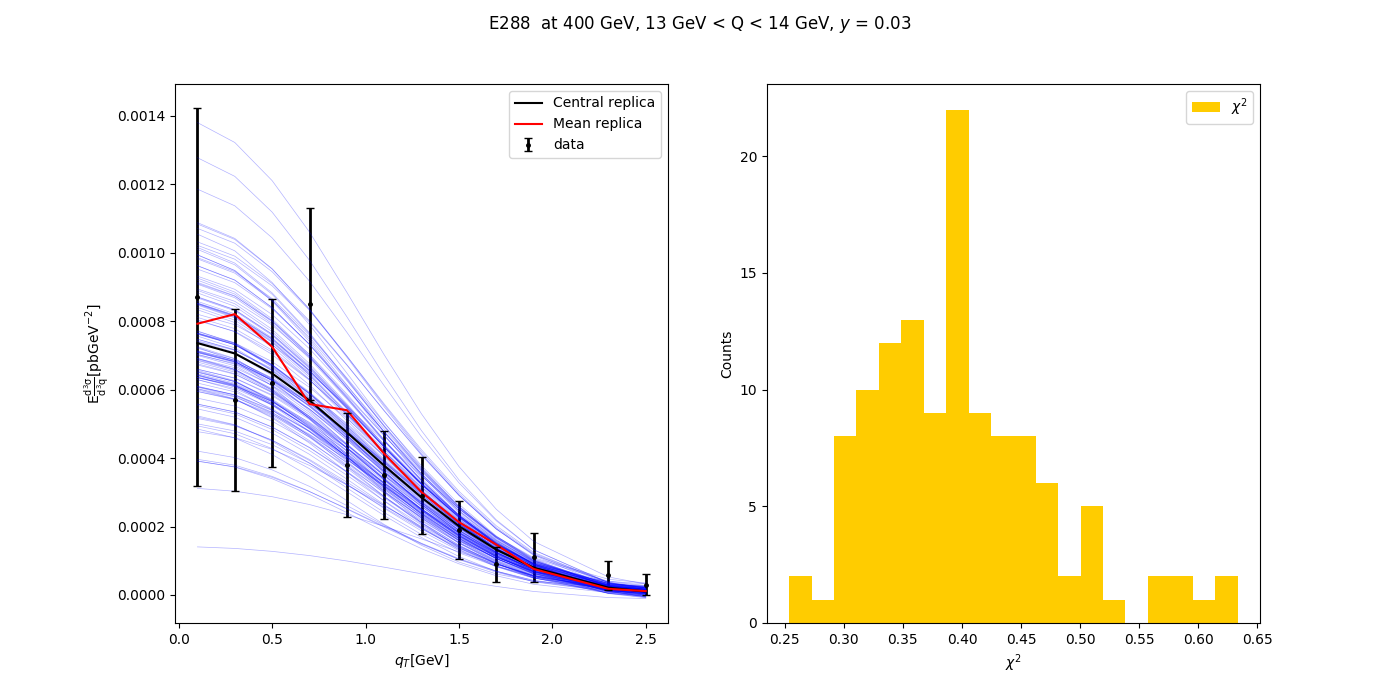 E288  at 400 GeV, 13 GeV < Q < 14 GeV, y = 0.03
Central replica
Mean replica
data
E d³σ/d³q [pbGeV⁻²]
0.0014
0.0012
0.0010
0.0008
0.0006
0.0004
0.0002
0.0000
0.0 0.5 1.0 1.5 2.0 2.5
q_T[GeV]
χ²
Counts
20
15
10
5
0
0.25 0.30 0.35 0.40 0.45 0.50 0.55 0.60 0.65
χ²